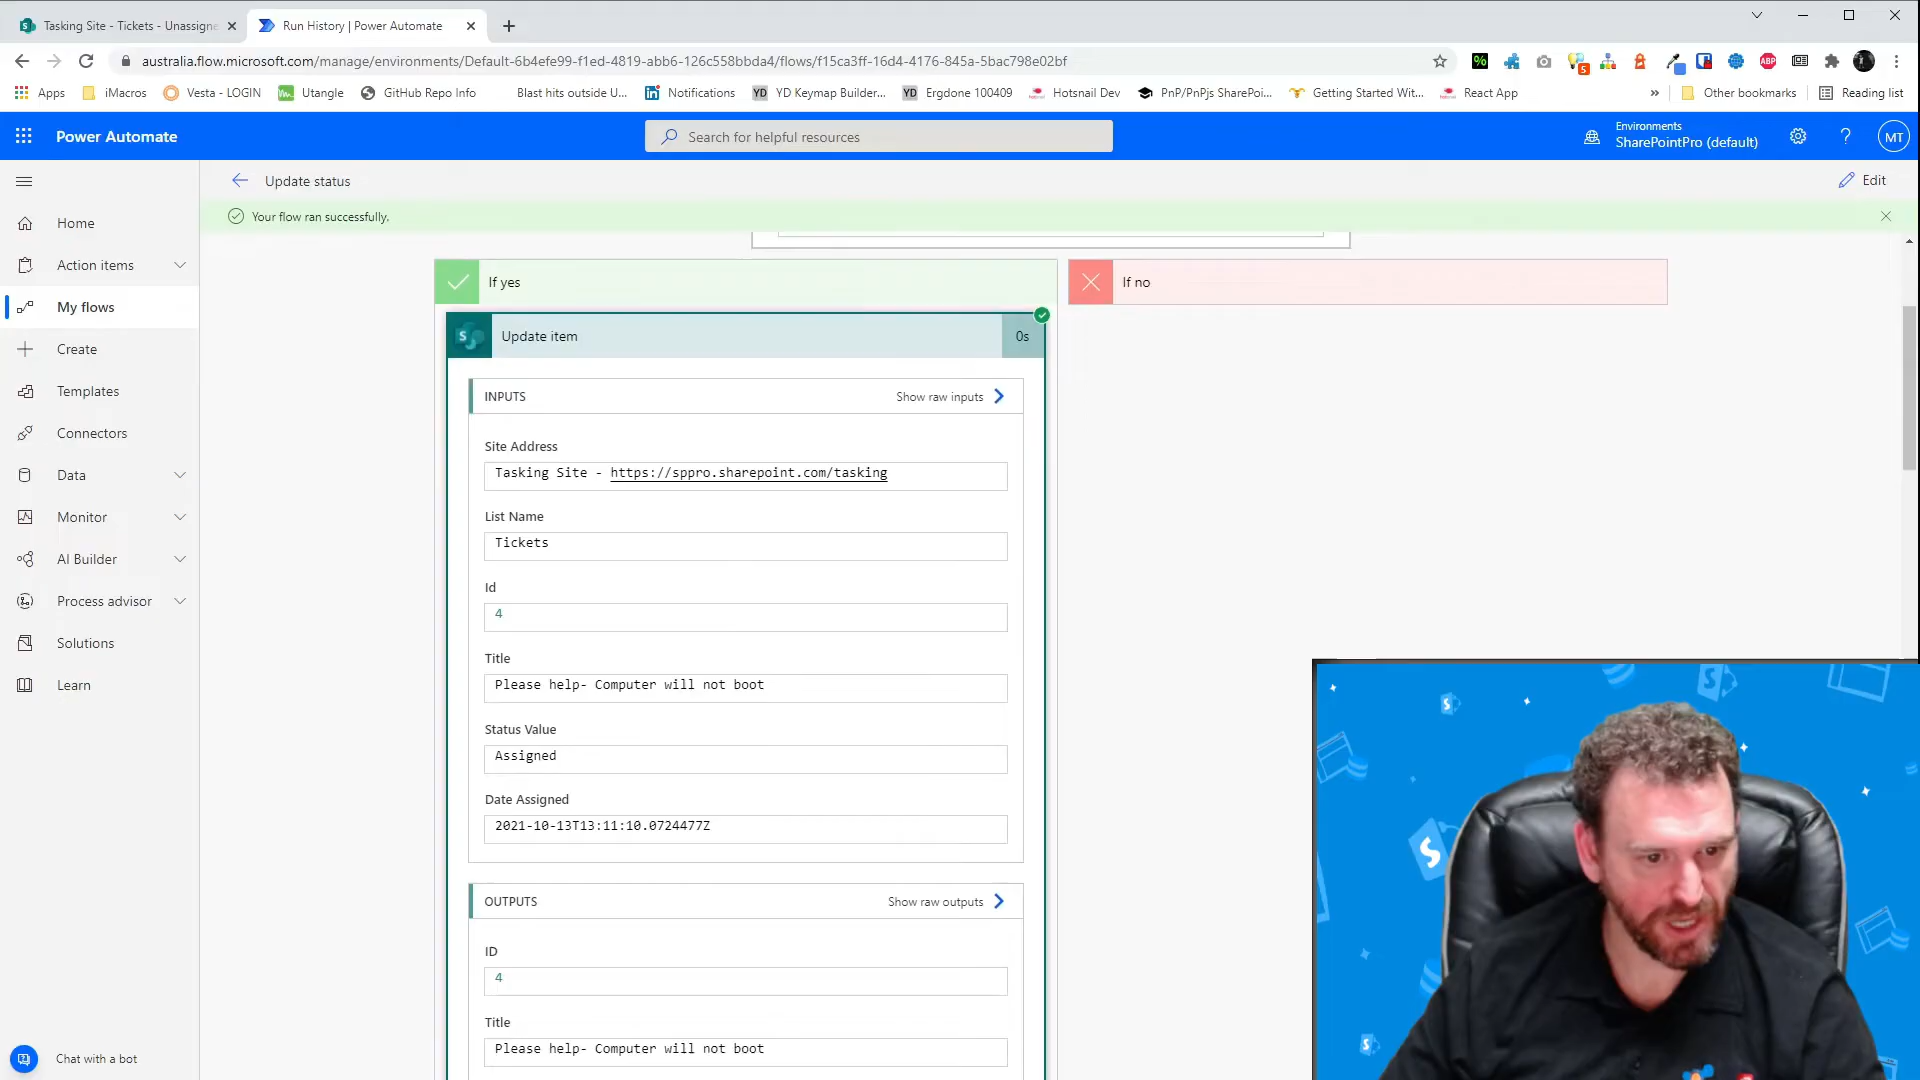 Tasking Site - Tickets - Unassigne
Run History | Power Automate
australia.flow.microsoft.com/manage/environments/Default-6b4efe99-f1ed-4819-abb6-126c558bbda4/flows/f15ca3ff-16d4-4176-845a-5bac798e02bf
5
ABP
Apps
iMacros
Vesta - LOGIN
Utangle
GitHub Repo Info
Blast hits outside U...
Notifications
YD
YD Keymap Builder...
YD
Ergdone 100409
Hotsnail Dev
PnP/PnPjs SharePoi...
Getting Started Wit...
React App
»
Other bookmarks
Reading list
Power Automate
Search for helpful resources
Environments
SharePointPro (default)
?
MT
Update status
Edit
Your flow ran successfully.
Home
Action items
My flows
Create
Templates
Connectors
Data
Monitor
AI Builder
Process advisor
Solutions
Learn
Chat with a bot
If yes
If no
S
Update item
0s
INPUTS
Show raw inputs
Site Address
Tasking Site - https://sppro.sharepoint.com/tasking
List Name
Tickets
Id
4
Title
Please help- Computer will not boot
Status Value
Assigned
Date Assigned
2021-10-13T13:11:10.0724477Z
OUTPUTS
Show raw outputs
ID
4
Title
Please help- Computer will not boot